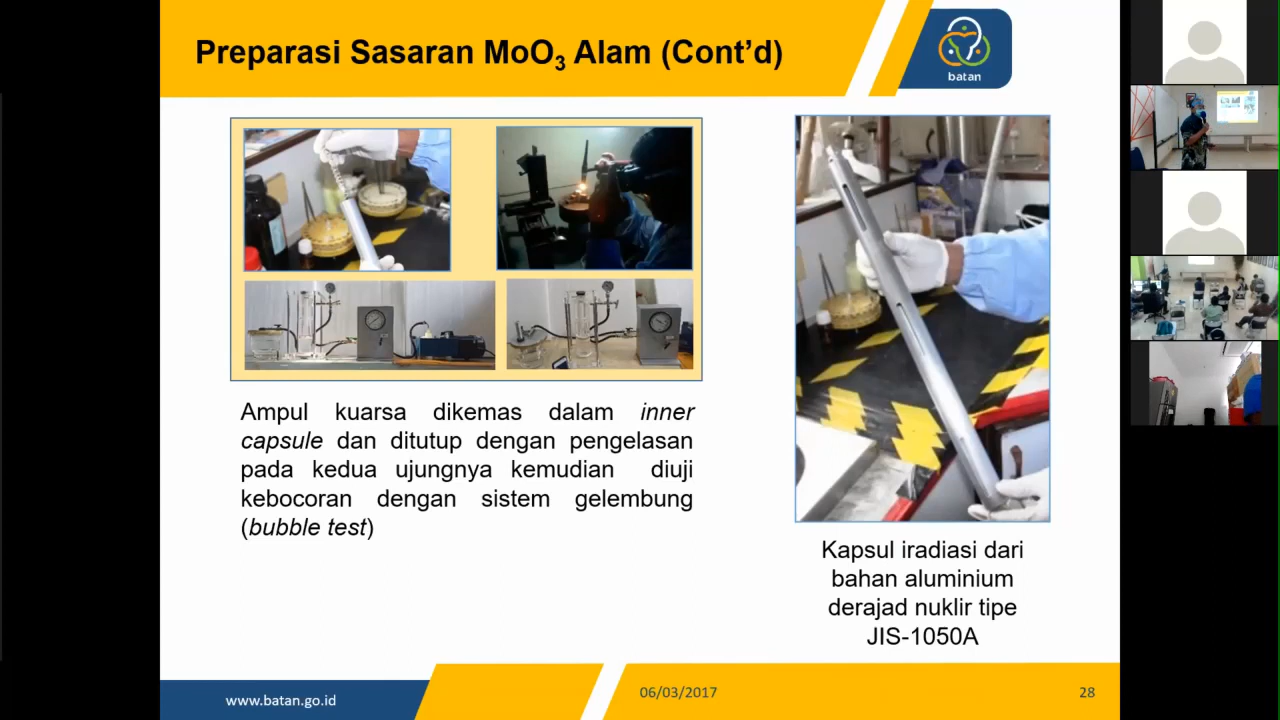 Preparasi Sasaran MoO₃ Alam (Cont’d)
batan
Ampul kuarsa dikemas dalam inner
capsule dan ditutup dengan pengelasan
pada kedua ujungnya kemudian diuji
kebocoran dengan sistem gelembung
(bubble test)
Kapsul iradiasi dari
bahan aluminium
derajad nuklir tipe
JIS-1050A
www.batan.go.id
06/03/2017
28